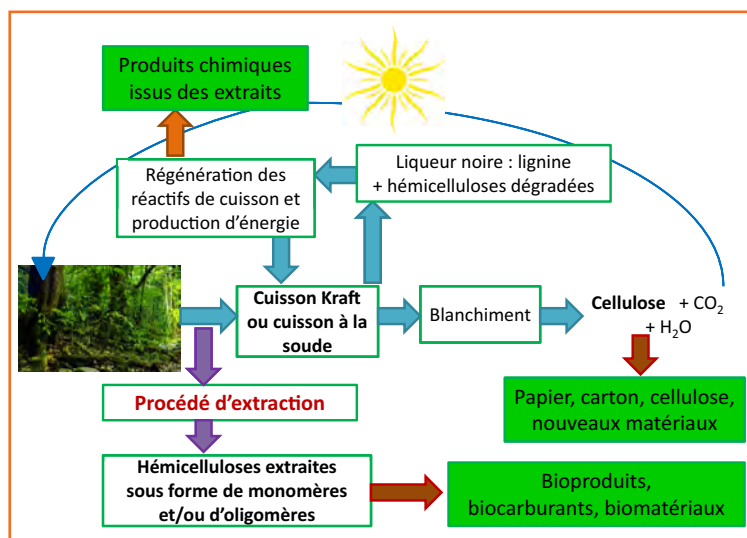 Produits chimiques
issus des extraits
Régénération des
réactifs de cuisson et
production d'énergie
Liqueur noire : lignine
+ hémicelluloses dégradées
Cuisson Kraft
ou cuisson à la
soude
Blanchiment
Cellulose + CO₂
+ H₂O
Procédé d'extraction
Papier, carton, cellulose,
nouveaux matériaux
Hémicelluloses extraites
sous forme de monomères
et/ou d'oligomères
Bioproduits,
biocarburants, biomatériaux